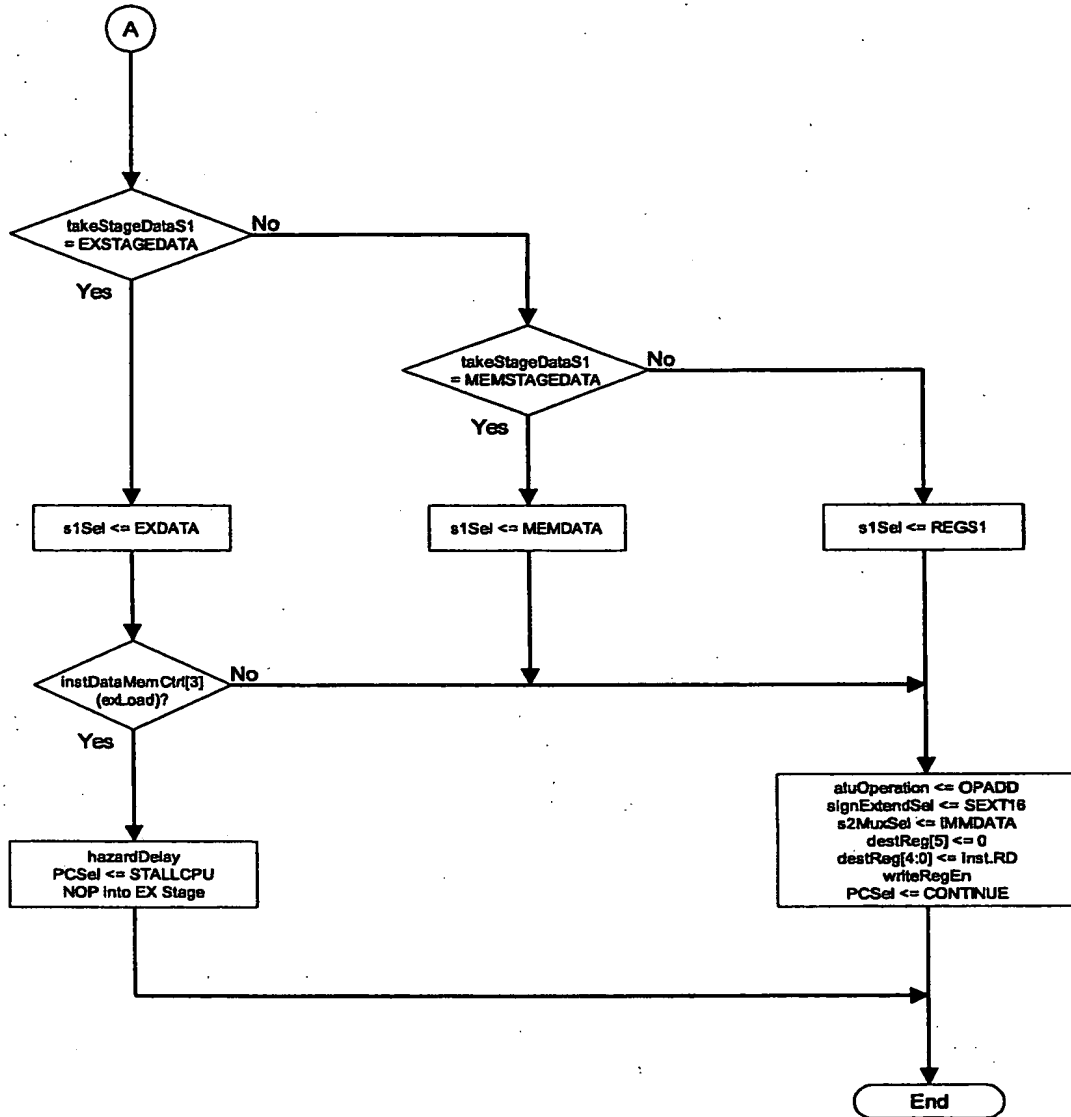 A
takeStageDataS1
= EXSTAGEDATA
No
Yes
takeStageDataS1
= MEMSTAGEDATA
No
Yes
s1Sel <= EXDATA
s1Sel <= MEMDATA
s1Sel <= REGS1
instDataMemCtrl[3]
(exLoad)?
No
Yes
hazardDelay
PCSel <= STALLCPU
NOP into EX Stage
aluOperation <= OPADD
signExtendSel <= SEXT16
s2MuxSel <= IMMDATA
destReg[5] <= 0
destReg[4:0] <= Inst.RD
writeRegEn
PCSel <= CONTINUE
End